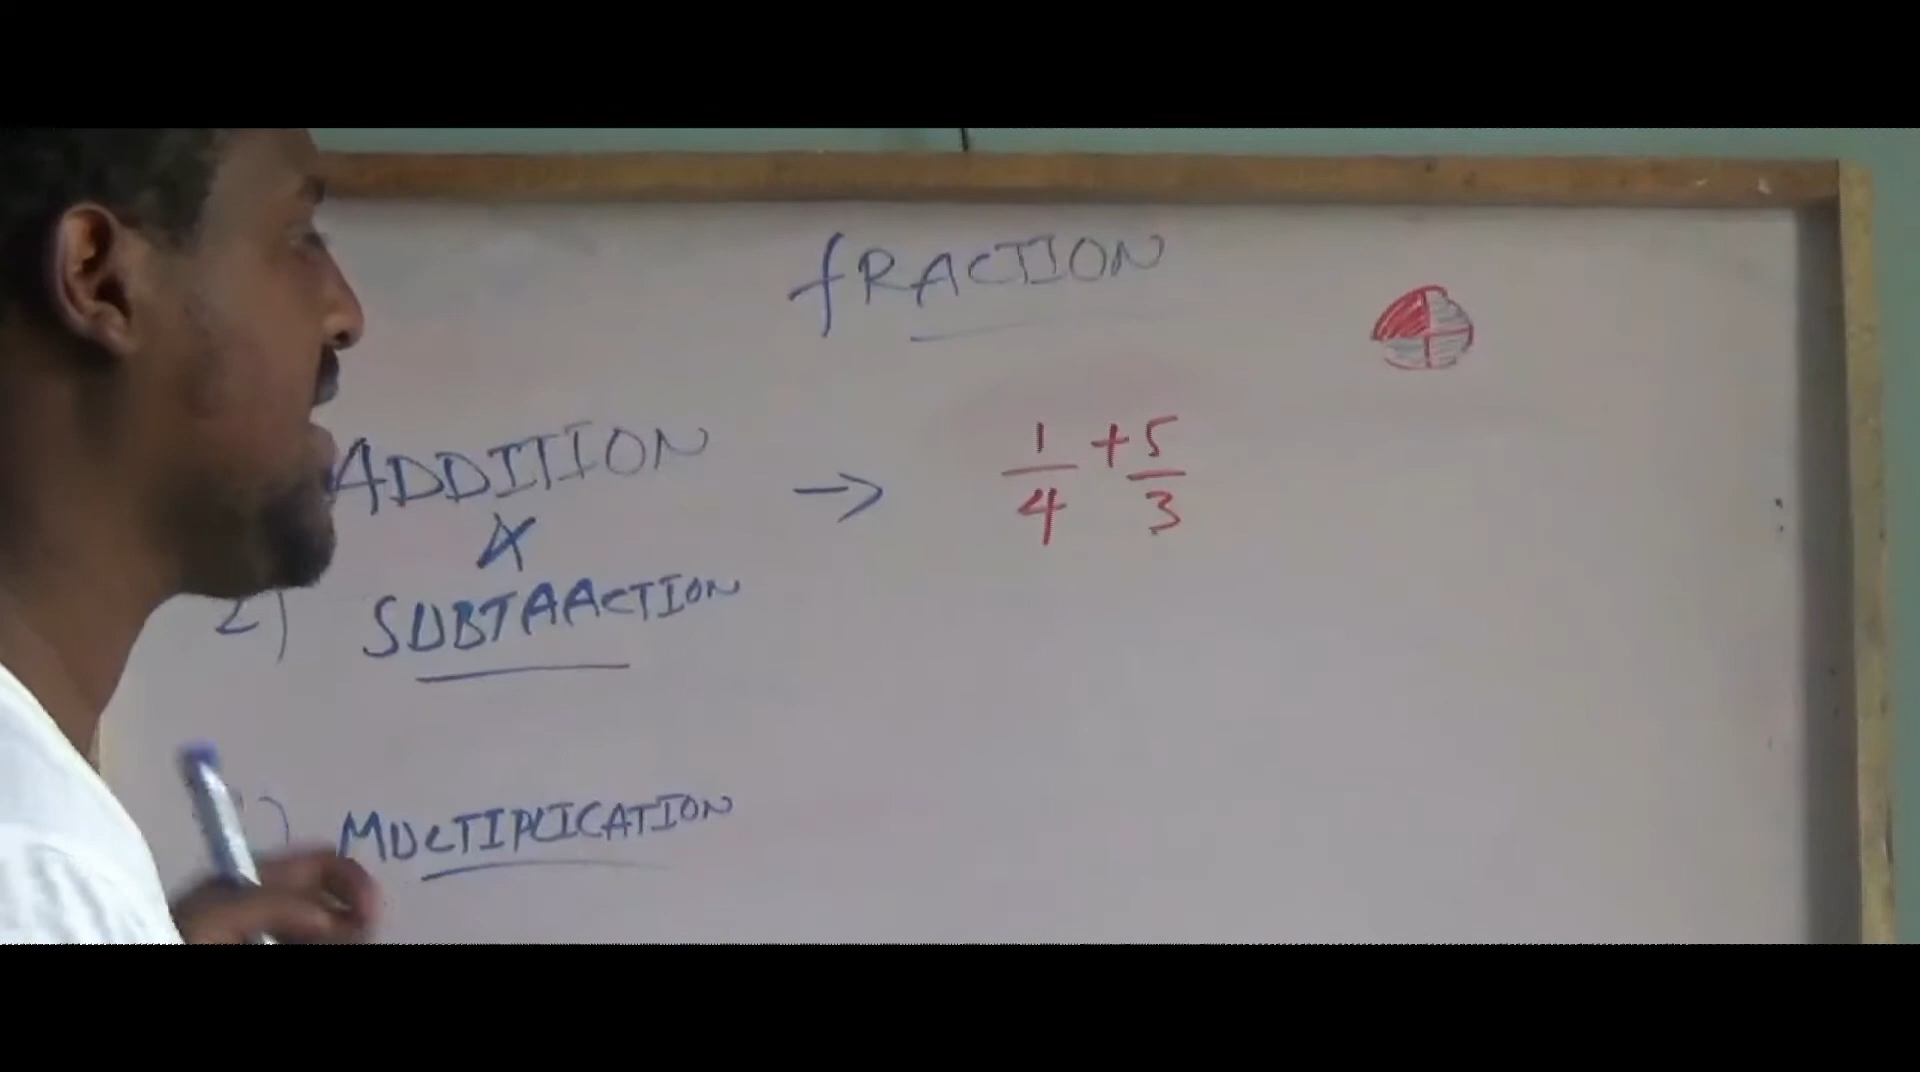 fRACTION
ADDITION → 1/4 + 5/3
&
2) SUBTAACTION
) MULTIPLICATION